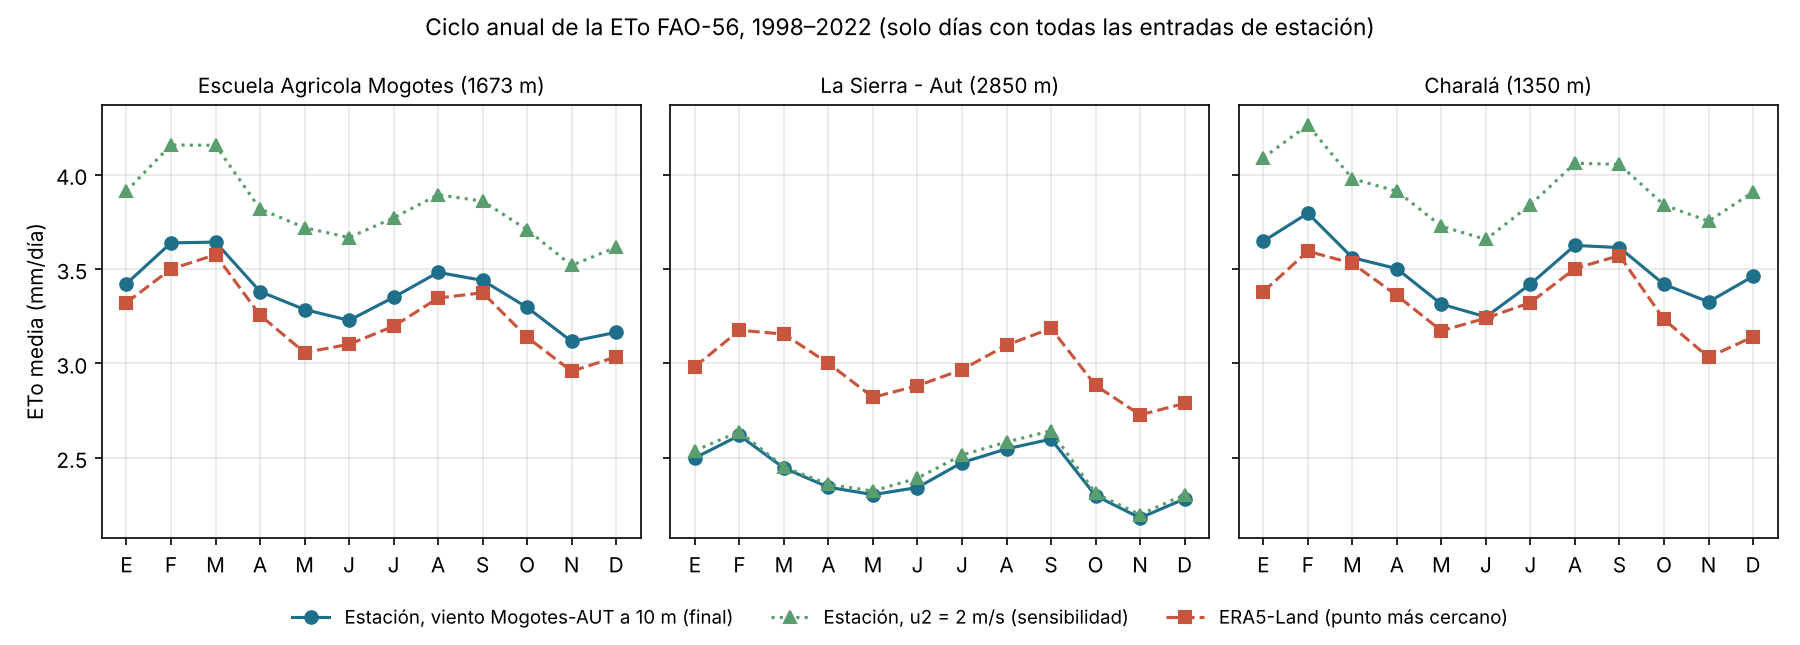 Ciclo anual de la ETo FAO-56, 1998–2022 (solo días con todas las entradas de estación)
Escuela Agricola Mogotes (1673 m)
La Sierra - Aut (2850 m)
Charalá (1350 m)
ETo media (mm/día)
4.0
3.5
3.0
2.5
E F M A M J J A S O N D
E F M A M J J A S O N D
E F M A M J J A S O N D
Estación, viento Mogotes-AUT a 10 m (final)
Estación, u2 = 2 m/s (sensibilidad)
ERA5-Land (punto más cercano)